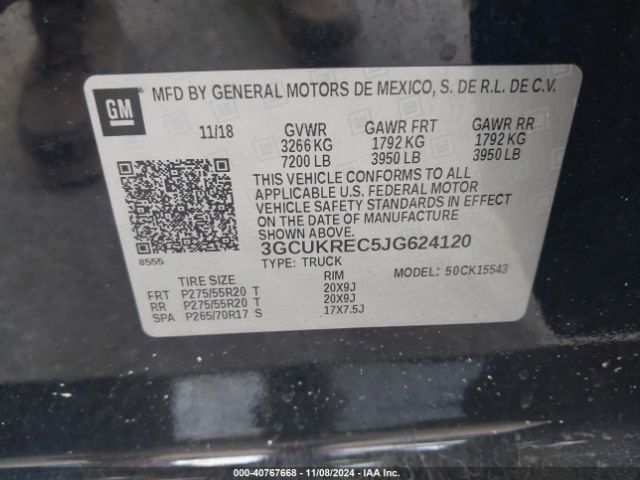 GM
MFD BY GENERAL MOTORS DE MEXICO, S. DE R.L. DE C.V.
11/18 GVWR GAWR FRT GAWR RR
3266 KG 1792 KG 1792 KG
7200 LB 3950 LB 3950 LB
THIS VEHICLE CONFORMS TO ALL
APPLICABLE U.S. FEDERAL MOTOR
VEHICLE SAFETY STANDARDS IN EFFECT
ON THE DATE OF MANUFACTURE
SHOWN ABOVE.
3GCUKREC5JG624120
8555
TYPE: TRUCK MODEL: 50CK15543
TIRE SIZE RIM
FRT P275/55R20 T 20X9J
RR P275/55R20 T 20X9J
SPA P265/70R17 S 17X7.5J
000-40767668 - 11/08/2024 - IAA Inc.